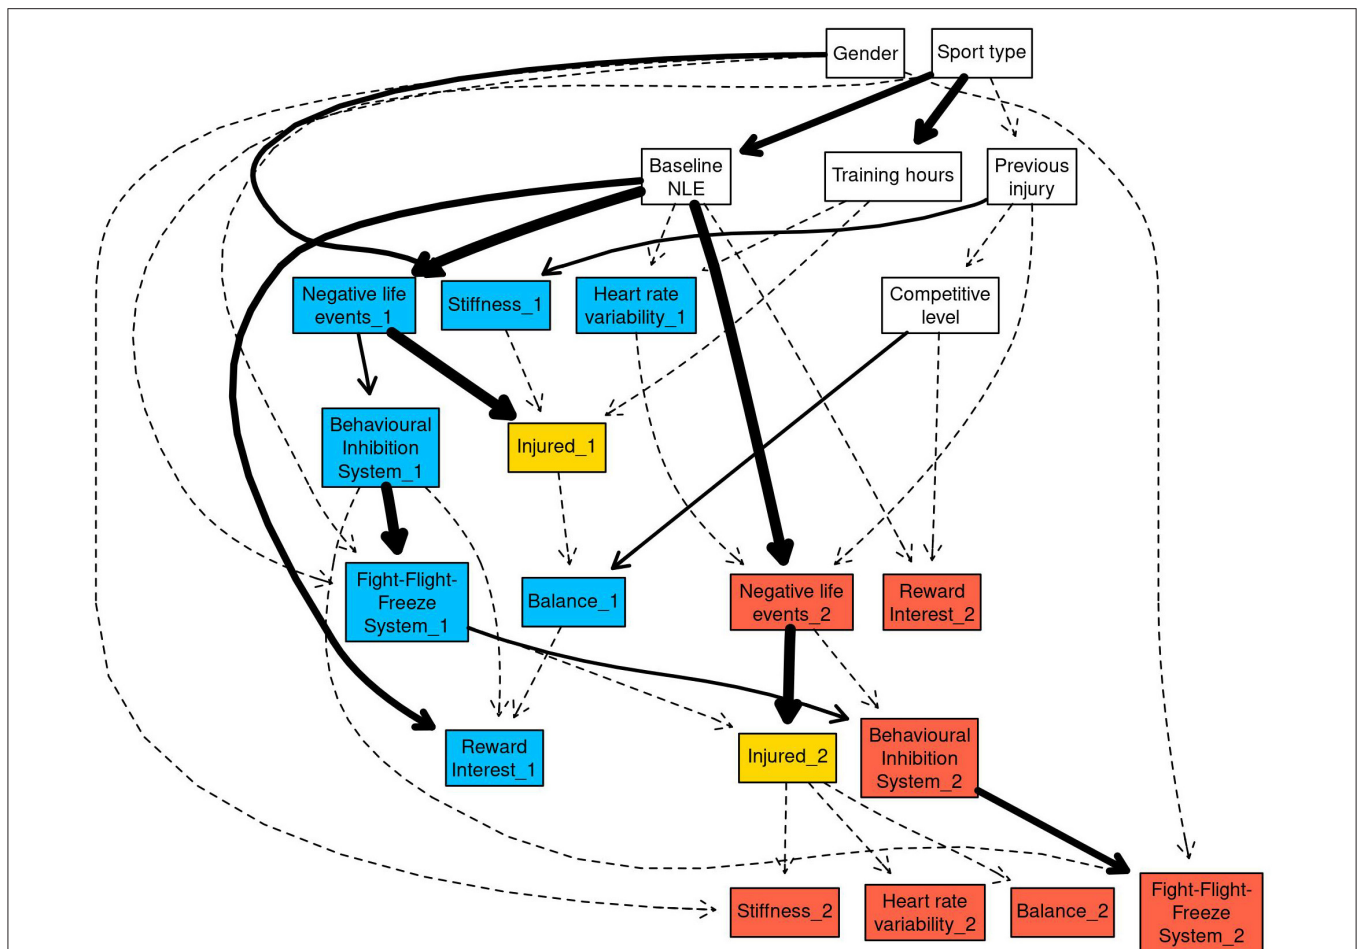 Gender
Sport type
Baseline
NLE
Training hours
Previous
injury
Negative life
events_1
Stiffness_1
Heart rate
variability_1
Competitive
level
Behavioural
Inhibition
System_1
Injured_1
Fight-Flight-
Freeze
System_1
Balance_1
Negative life
events_2
Reward
Interest_2
Reward
Interest_1
Injured_2
Behavioural
Inhibition
System_2
Stiffness_2
Heart rate
variability_2
Balance_2
Fight-Flight-
Freeze
System_2